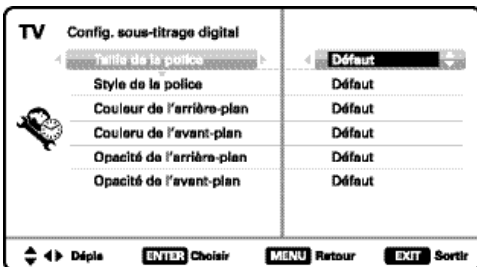 TV Config. sous-titrage digital
Taille de la police Défaut
Style de la police Défaut
Couleur de l'arrière-plan Défaut
Couleru de l'avant-plan Défaut
Opacité de l'arrière-plan Défaut
Opacité de l'avant-plan Défaut
Dépla ENTER Choisir MENU Retour EXIT Sortir